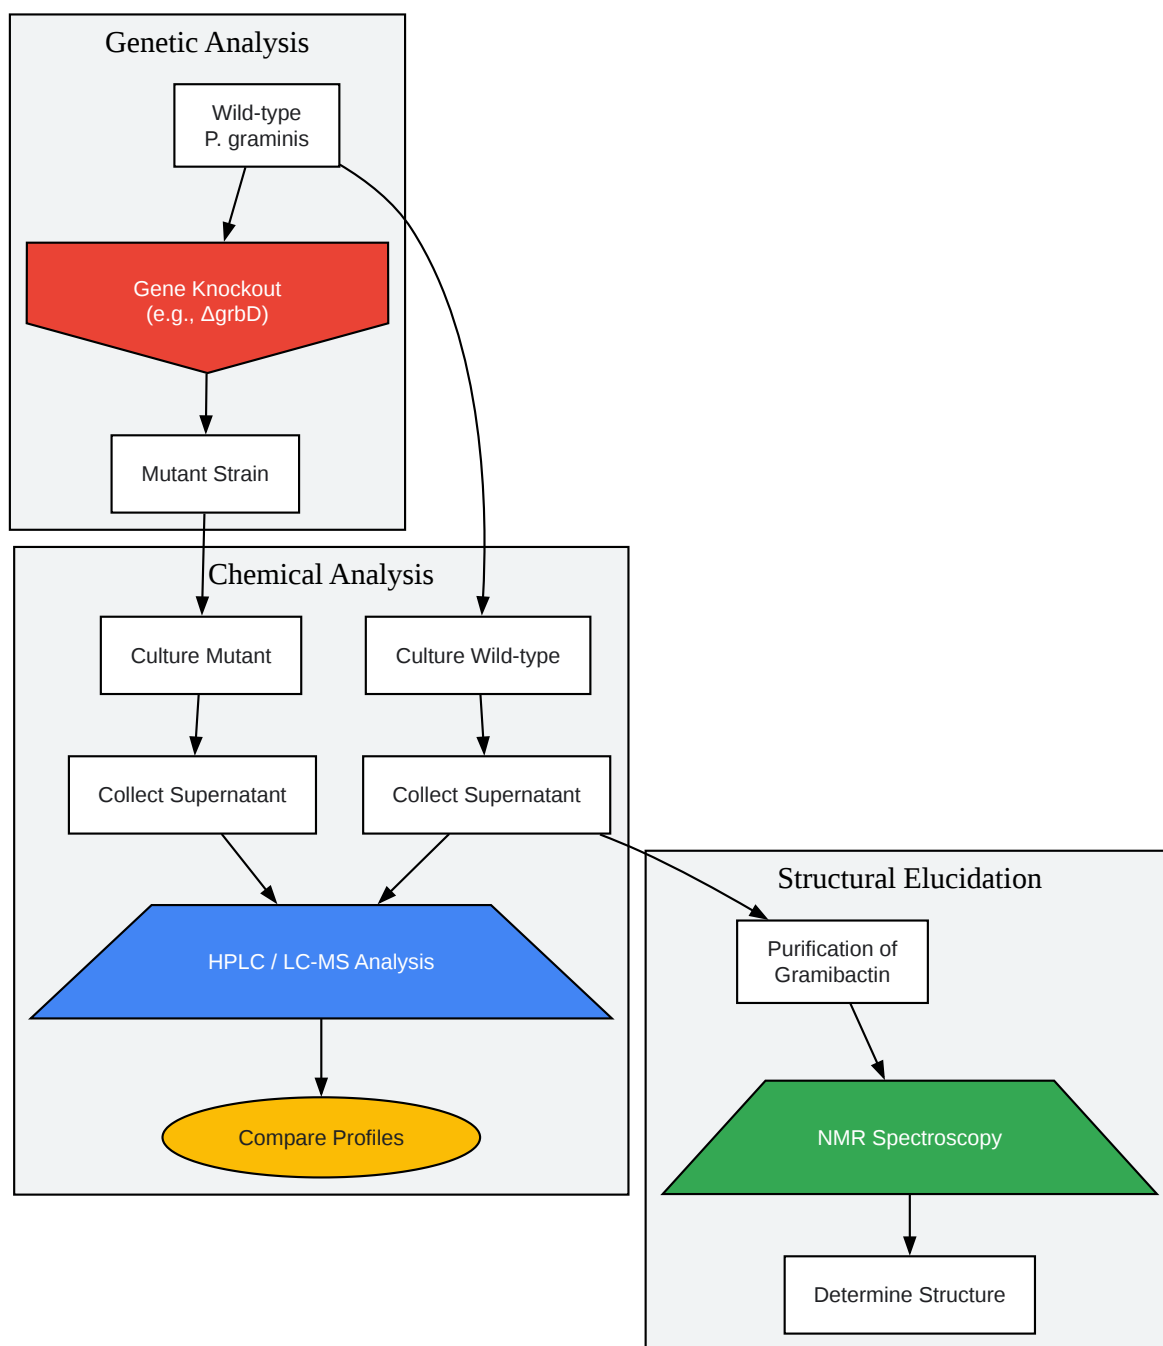 Genetic Analysis
Wild-type
P. graminis
Gene Knockout
(e.g., ΔgrbD)
Mutant Strain
Chemical Analysis
Culture Mutant
Culture Wild-type
Collect Supernatant
Collect Supernatant
HPLC / LC-MS Analysis
Compare Profiles
Structural Elucidation
Purification of
Gramibactin
NMR Spectroscopy
Determine Structure